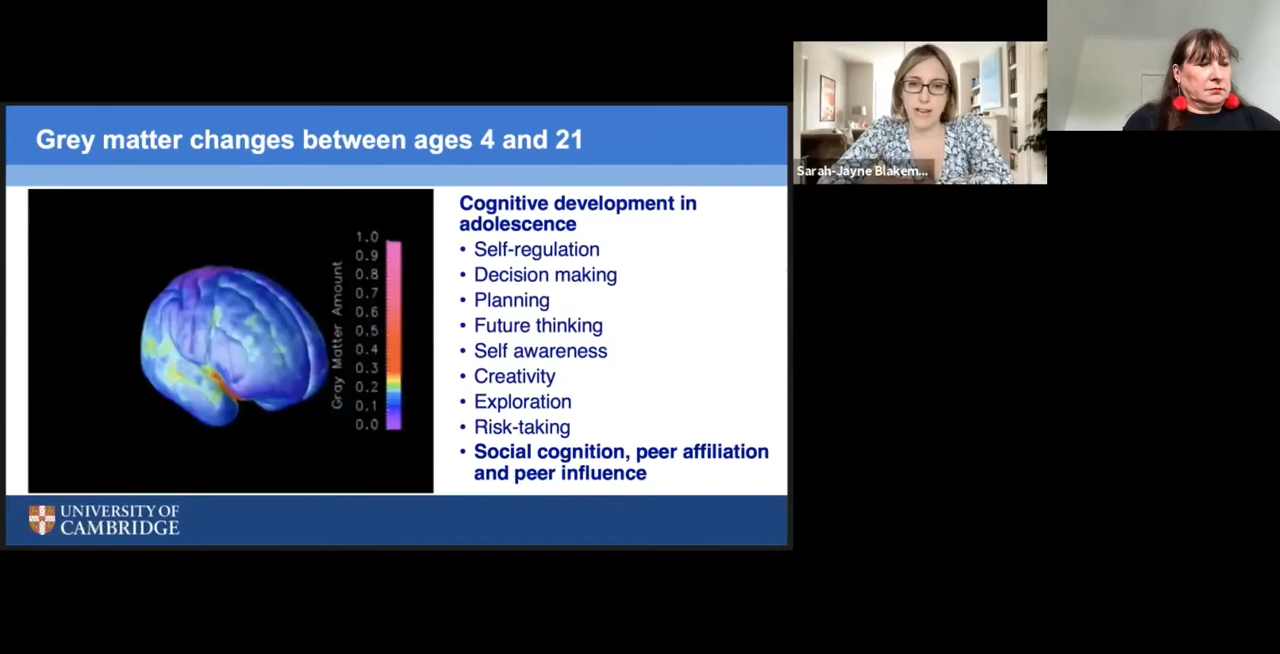 Grey matter changes between ages 4 and 21
Gray Matter Amount
1.0
0.9
0.8
0.7
0.6
0.5
0.4
0.3
0.2
0.1
0.0
Cognitive development in
adolescence
• Self-regulation
• Decision making
• Planning
• Future thinking
• Self awareness
• Creativity
• Exploration
• Risk-taking
• Social cognition, peer affiliation
and peer influence
UNIVERSITY OF
CAMBRIDGE
Sarah-Jayne Blakem...